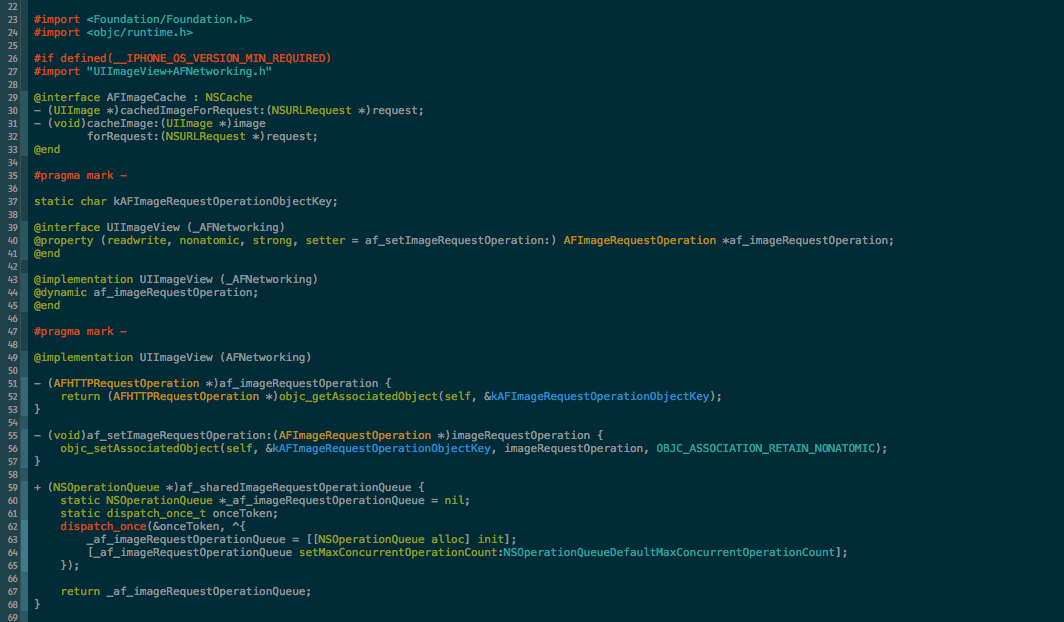 22
23 #import <Foundation/Foundation.h>
24 #import <objc/runtime.h>
25
26 #if defined(__IPHONE_OS_VERSION_MIN_REQUIRED)
27 #import "UIImageView+AFNetworking.h"
28
29 @interface AFImageCache : NSCache
30 - (UIImage *)cachedImageForRequest:(NSURLRequest *)request;
31 - (void)cacheImage:(UIImage *)image
32         forRequest:(NSURLRequest *)request;
33 @end
34
35 #pragma mark -
36
37 static char kAFImageRequestOperationObjectKey;
38
39 @interface UIImageView (_AFNetworking)
40 @property (readwrite, nonatomic, strong, setter = af_setImageRequestOperation:) AFImageRequestOperation *af_imageRequestOperation;
41 @end
42
43 @implementation UIImageView (_AFNetworking)
44 @dynamic af_imageRequestOperation;
45 @end
46
47 #pragma mark -
48
49 @implementation UIImageView (AFNetworking)
50
51 - (AFHTTPRequestOperation *)af_imageRequestOperation {
52     return (AFHTTPRequestOperation *)objc_getAssociatedObject(self, &kAFImageRequestOperationObjectKey);
53 }
54
55 - (void)af_setImageRequestOperation:(AFImageRequestOperation *)imageRequestOperation {
56     objc_setAssociatedObject(self, &kAFImageRequestOperationObjectKey, imageRequestOperation, OBJC_ASSOCIATION_RETAIN_NONATOMIC);
57 }
58
59 + (NSOperationQueue *)af_sharedImageRequestOperationQueue {
60     static NSOperationQueue *_af_imageRequestOperationQueue = nil;
61     static dispatch_once_t onceToken;
62     dispatch_once(&onceToken, ^{
63         _af_imageRequestOperationQueue = [[NSOperationQueue alloc] init];
64         [_af_imageRequestOperationQueue setMaxConcurrentOperationCount:NSOperationQueueDefaultMaxConcurrentOperationCount];
65     });
66
67     return _af_imageRequestOperationQueue;
68 }
69